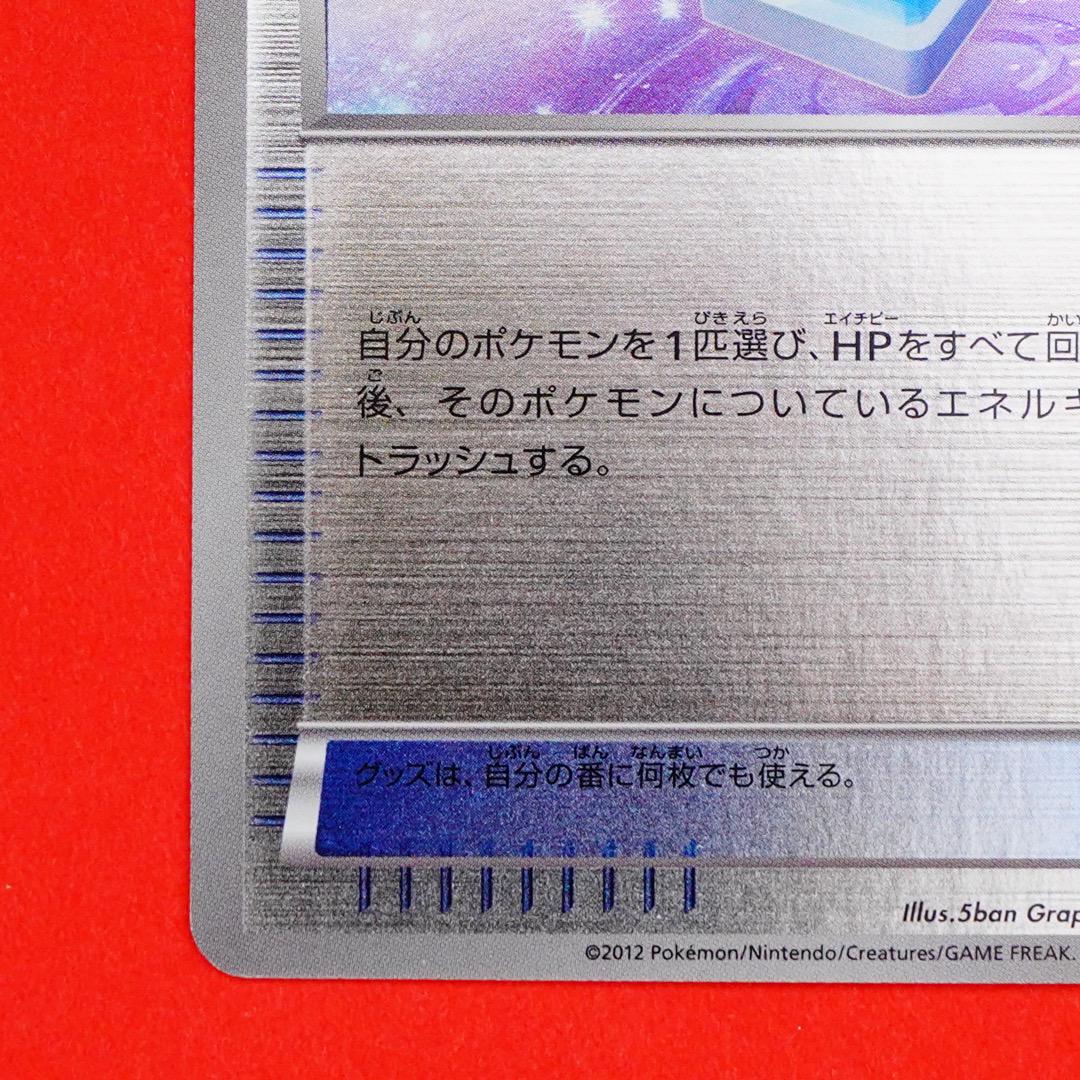 自分のポケモンを1匹選び、HPをすべて回
後、そのポケモンについているエネルギ
トラッシュする。
グッズは、自分の番に何枚でも使える。
Illus.5ban Grap
©2012 Pokémon/Nintendo/Creatures/GAME FREAK.